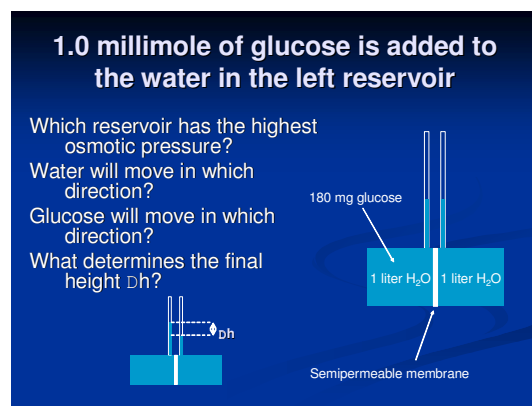 1.0 millimole of glucose is added to
the water in the left reservoir
Which reservoir has the highest
osmotic pressure?
Water will move in which
direction?
Glucose will move in which
direction?
What determines the final
height Dh?
Dh
180 mg glucose
1 liter H₂O
1 liter H₂O
Semipermeable membrane